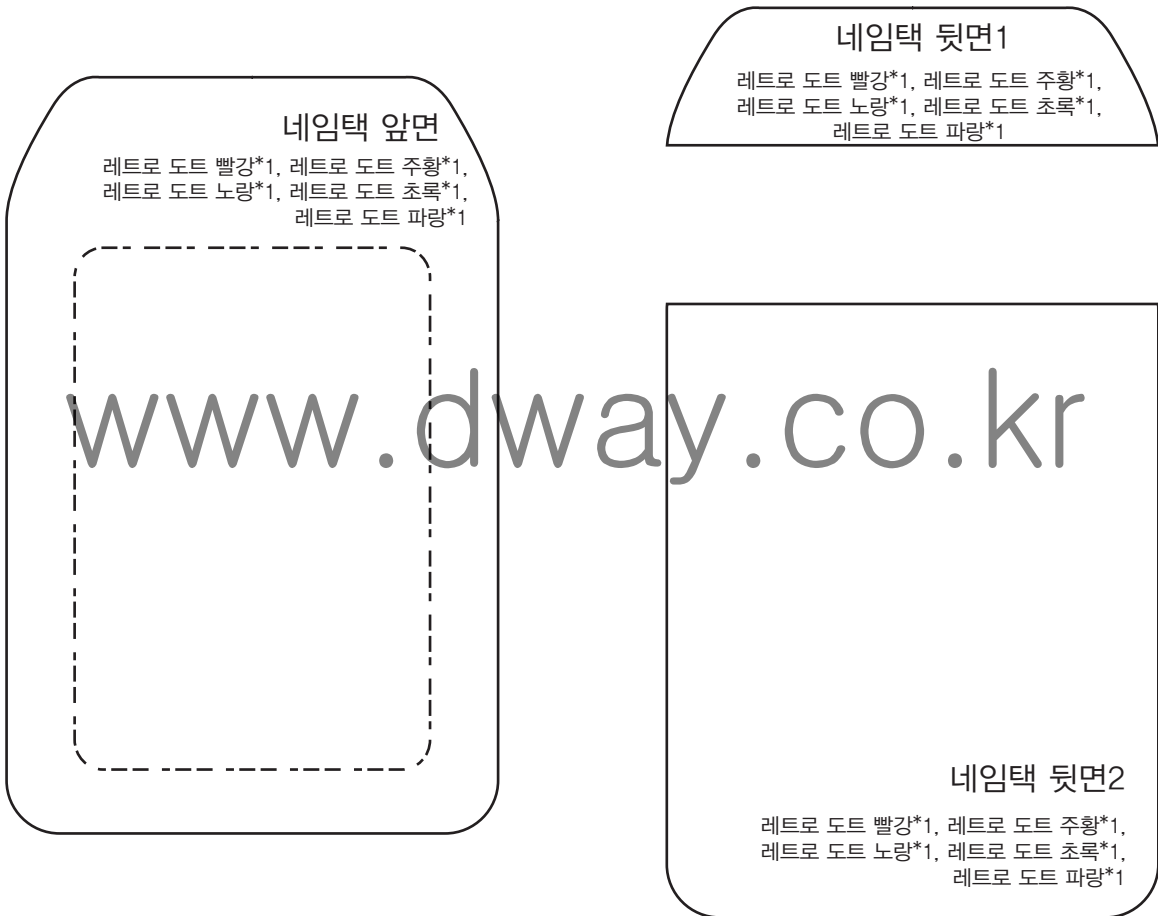 네임택 뒷면1
레트로 도트 빨강*1, 레트로 도트 주황*1,
레트로 도트 노랑*1, 레트로 도트 초록*1,
레트로 도트 파랑*1
네임택 앞면
레트로 도트 빨강*1, 레트로 도트 주황*1,
레트로 도트 노랑*1, 레트로 도트 초록*1,
레트로 도트 파랑*1
www.dway.co.kr
네임택 뒷면2
레트로 도트 빨강*1, 레트로 도트 주황*1,
레트로 도트 노랑*1, 레트로 도트 초록*1,
레트로 도트 파랑*1